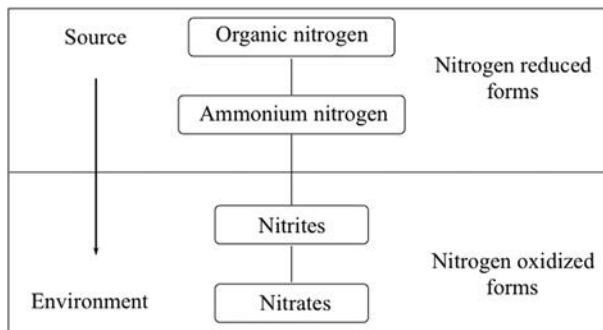 Source
Organic nitrogen
Nitrogen reduced
forms
Ammonium nitrogen
Nitrites
Nitrogen oxidized
forms
Environment
Nitrates